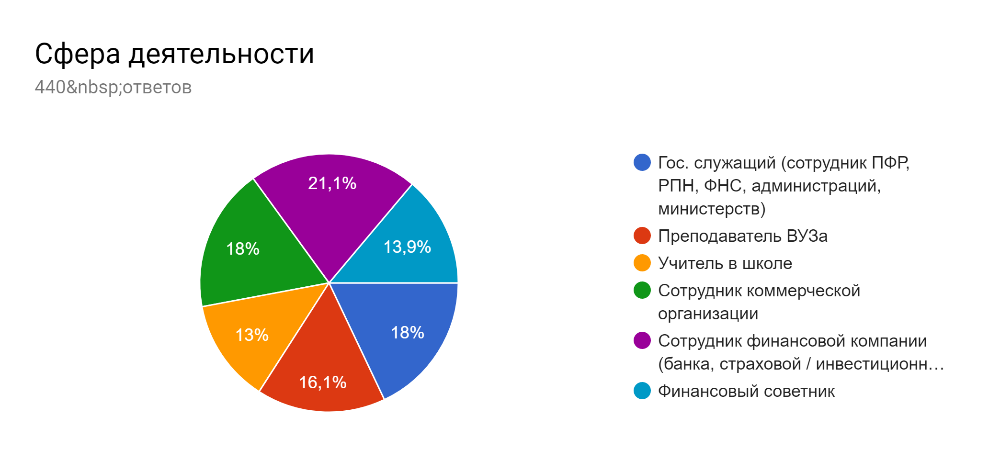 Сфера деятельности
440&nbsp;ответов
21,1%
13,9%
18%
18%
13%
16,1%
Гос. служащий (сотрудник ПФР,
РПН, ФНС, администраций,
министерств)
Преподаватель ВУЗа
Учитель в школе
Сотрудник коммерческой
организации
Сотрудник финансовой компании
(банка, страховой / инвестиционн…
Финансовый советник